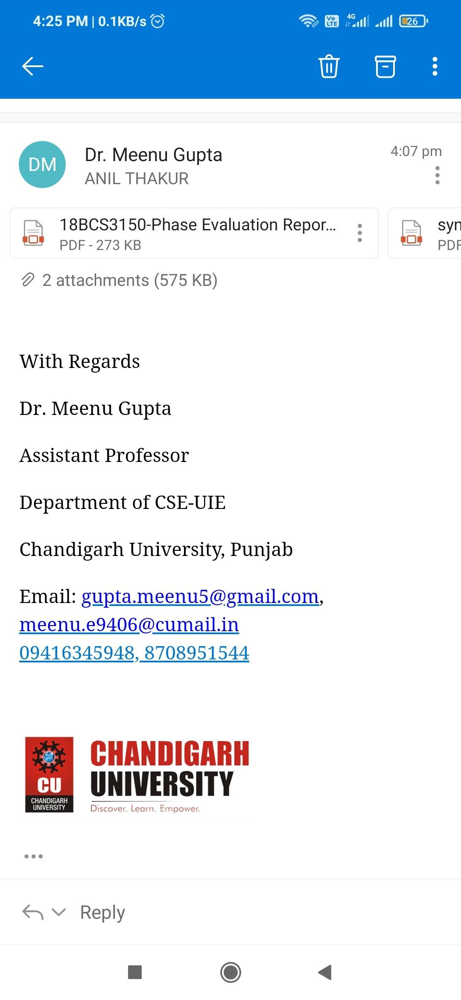 4:25 PM | 0.1KB/s
Vo LTE 4G 26
DM
Dr. Meenu Gupta
4:07 pm
ANIL THAKUR
18BCS3150-Phase Evaluation Repor...
PDF - 273 KB
syn
PDF
2 attachments (575 KB)
With Regards
Dr. Meenu Gupta
Assistant Professor
Department of CSE-UIE
Chandigarh University, Punjab
Email: gupta.meenu5@gmail.com,
meenu.e9406@cumail.in
09416345948, 8708951544
CU
CHANDIGARH
UNIVERSITY
CHANDIGARH
UNIVERSITY
Discover. Learn. Empower.
Reply